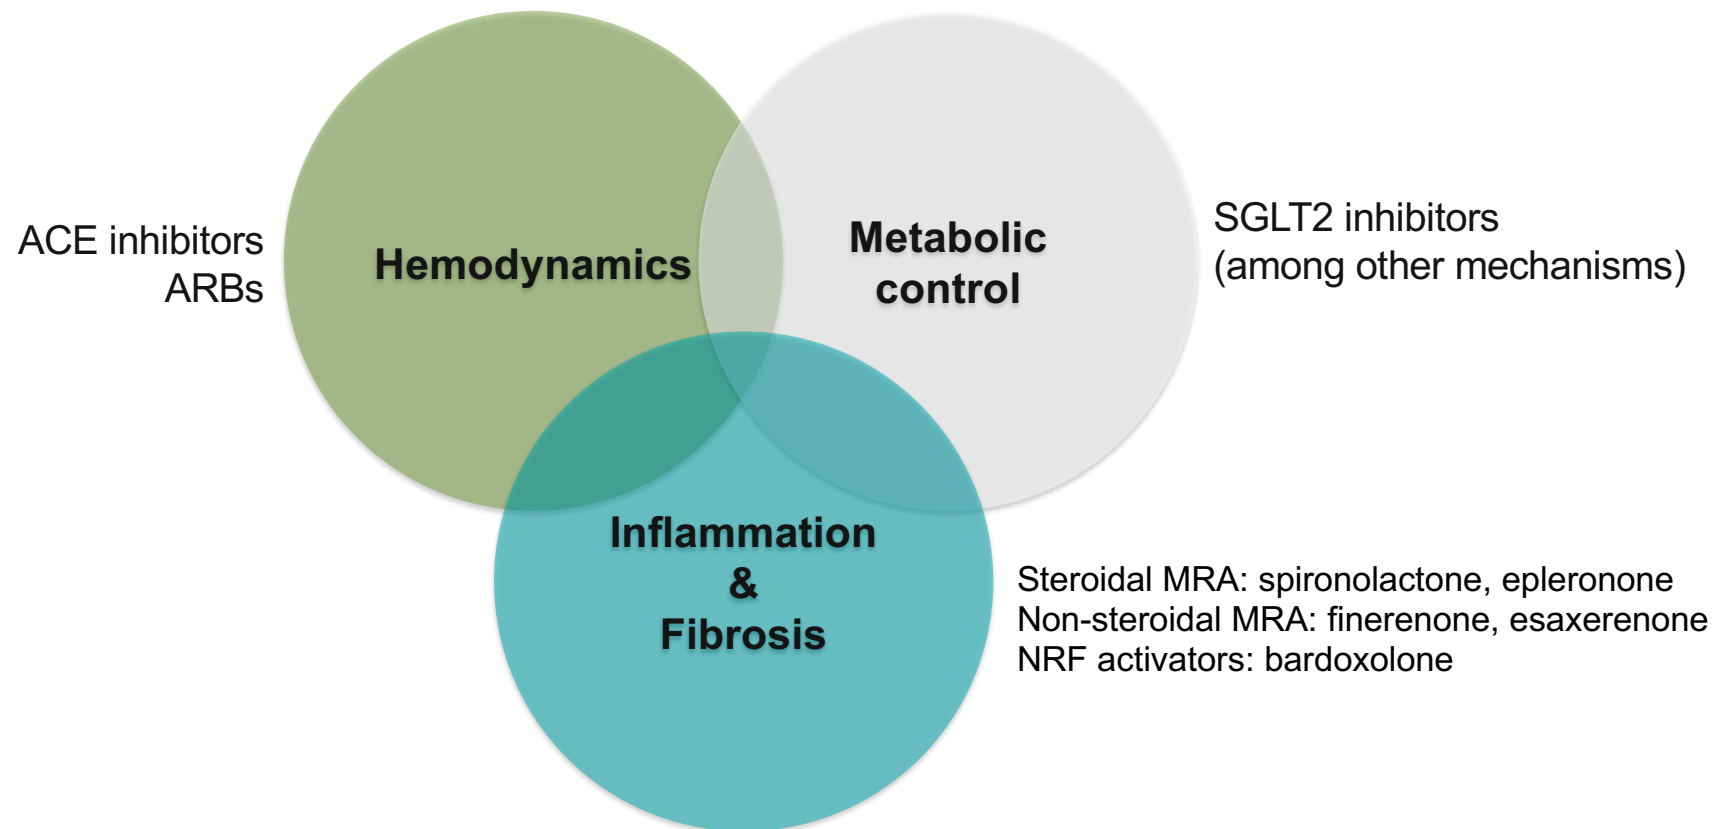 ACE inhibitors
ARBs
Hemodynamics
Metabolic
control
SGLT2 inhibitors
(among other mechanisms)
Inflammation
&
Fibrosis
Steroidal MRA: spironolactone, epleronone
Non-steroidal MRA: finerenone, esaxerenone
NRF activators: bardoxolone